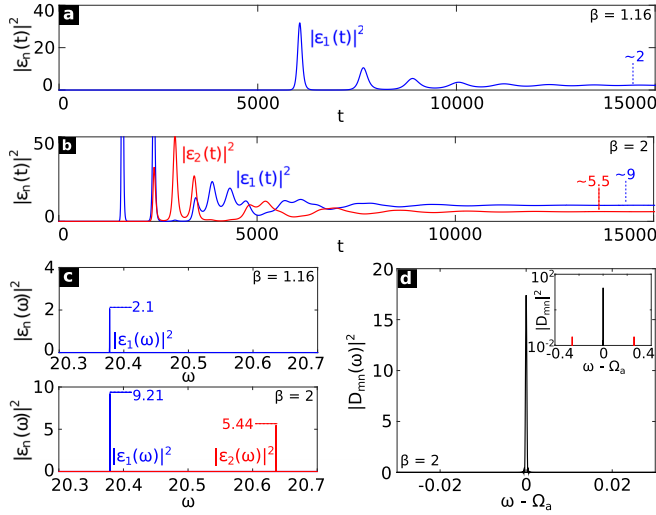 a
β = 1.16
|ε₁(t)|²
~2
|εₙ(t)|²
40
20
0
0
5000
10000
15000
t
b
β = 2
|ε₂(t)|²
|ε₁(t)|²
~5.5
~9
|εₙ(t)|²
50
0
0
5000
10000
15000
t
c
β = 1.16
2.1
|ε₁(ω)|²
|εₙ(ω)|²
4
2
0
20.3
20.4
20.5
20.6
20.7
ω
β = 2
9.21
5.44
|ε₁(ω)|²
|ε₂(ω)|²
|εₙ(ω)|²
10
5
0
20.3
20.4
20.5
20.6
20.7
ω
d
|Dₘₙ(ω)|²
20
15
10
5
0
β = 2
-0.02
0
0.02
ω - Ωₐ
|Dₘₙ|²
10²
10⁻²
-0.4
0
0.4
ω - Ωₐ